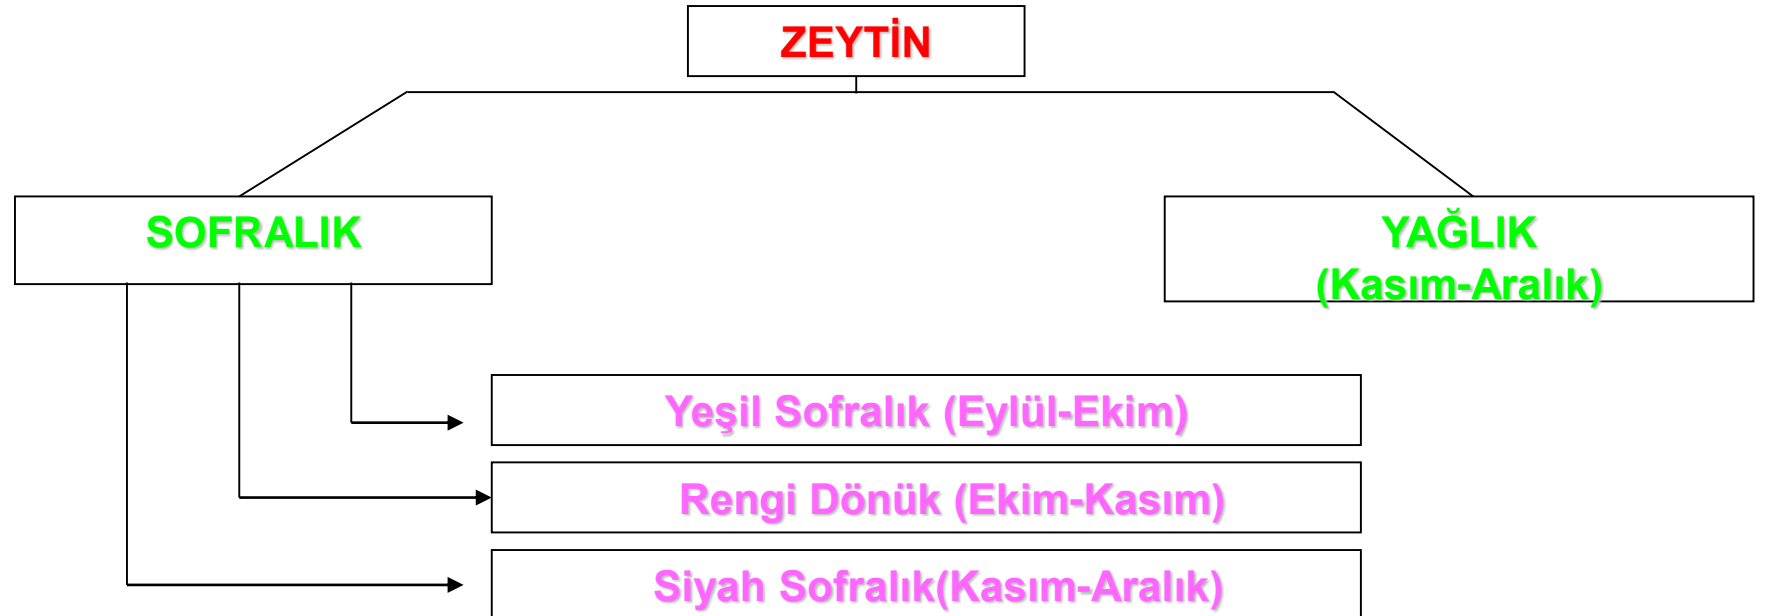 ZEYTİN
SOFRALIK
YAĞLIK
(Kasım-Aralık)
Yeşil Sofralık (Eylül-Ekim)
Rengi Dönük (Ekim-Kasım)
Siyah Sofralık(Kasım-Aralık)